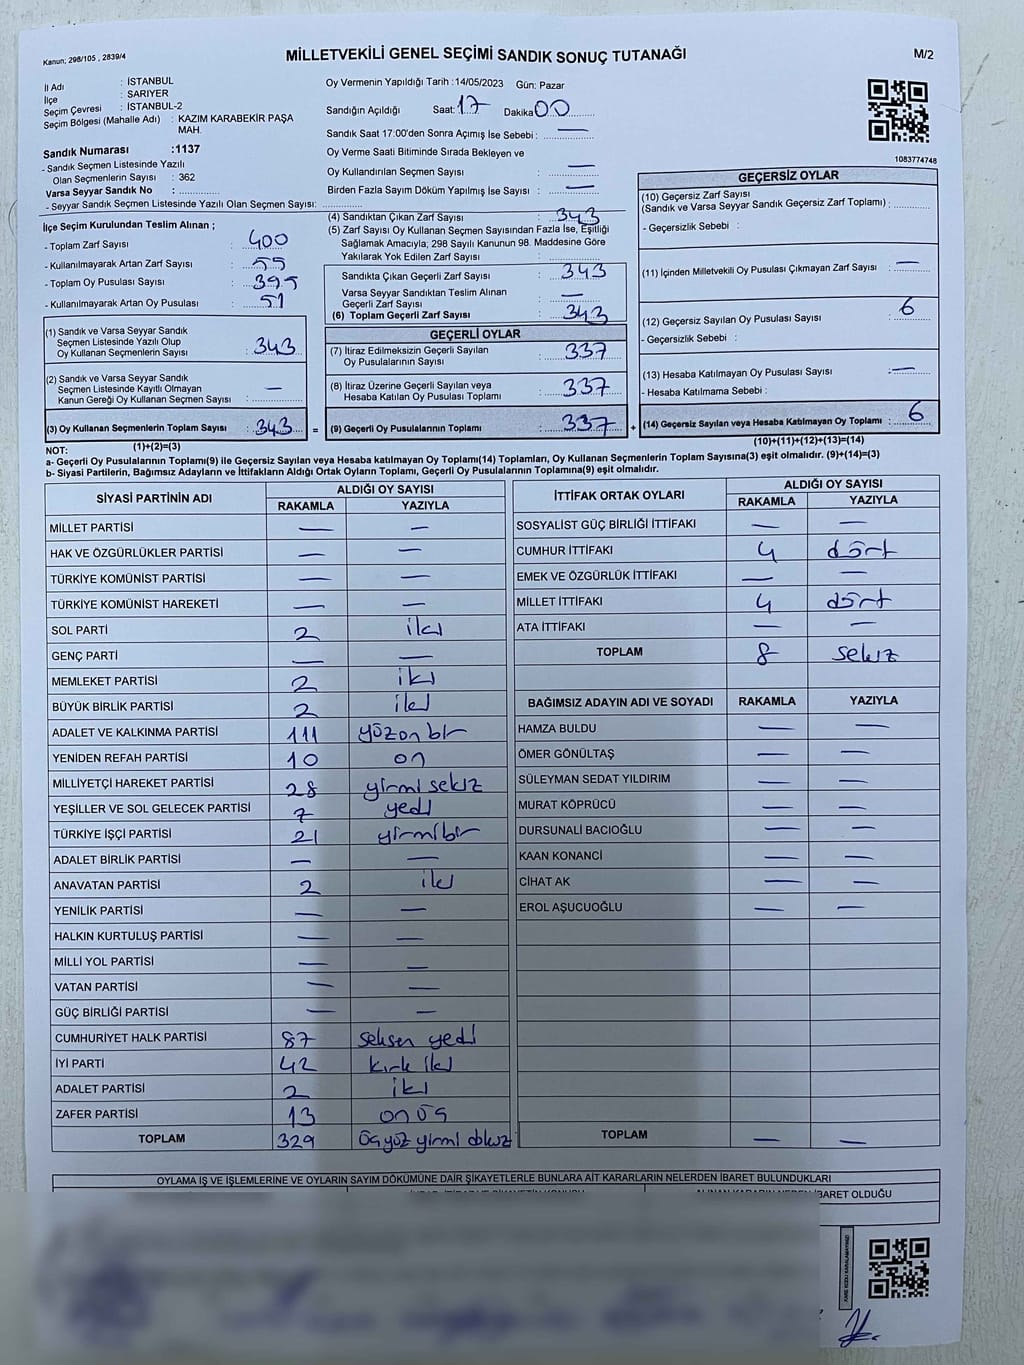 Kanun; 298/105 , 2839/4
MİLLETVEKİLİ GENEL SEÇİMİ SANDIK SONUÇ TUTANAĞI
M/2
İl Adı : İSTANBUL
İlçe : SARIYER
Seçim Çevresi : İSTANBUL-2
Seçim Bölgesi (Mahalle Adı) : KAZIM KARABEKİR PAŞA MAH.
Sandık Numarası :1137
- Sandık Seçmen Listesinde Yazılı
Olan Seçmenlerin Sayısı : 362
Varsa Seyyar Sandık No :
- Seyyar Sandık Seçmen Listesinde Yazılı Olan Seçmen Sayısı:
Oy Vermenin Yapıldığı Tarih :14/05/2023 Gün: Pazar
Sandığın Açıldığı Saat: 17 Dakika 00
Sandık Saat 17:00'den Sonra Açımış İse Sebebi : —
Oy Verme Saati Bitiminde Sırada Bekleyen ve
Oy Kullandırılan Seçmen Sayısı : —
Birden Fazla Sayım Döküm Yapılmış İse Sayısı : —
1083774748
İlçe Seçim Kurulundan Teslim Alınan ;
- Toplam Zarf Sayısı : 400
- Kullanılmayarak Artan Zarf Sayısı : 55
- Toplam Oy Pusulası Sayısı : 395
- Kullanılmayarak Artan Oy Pusulası : 51
(1) Sandık ve Varsa Seyyar Sandık
Seçmen Listesinde Yazılı Olup
Oy Kullanan Seçmenlerin Sayısı : 343
(2) Sandık ve Varsa Seyyar Sandık
Seçmen Listesinde Kayıtlı Olmayan
Kanun Gereği Oy Kullanan Seçmen Sayısı : —
(3) Oy Kullanan Seçmenlerin Toplam Sayısı : 343 =
(4) Sandıktan Çıkan Zarf Sayısı : 343
(5) Zarf Sayısı Oy Kullanan Seçmen Sayısından Fazla İse, Eşitliği
Sağlamak Amacıyla; 298 Sayılı Kanunun 98. Maddesine Göre
Yakılarak Yok Edilen Zarf Sayısı :
Sandıkta Çıkan Geçerli Zarf Sayısı : 343
Varsa Seyyar Sandıktan Teslim Alınan
Geçerli Zarf Sayısı : —
(6) Toplam Geçerli Zarf Sayısı : 343
GEÇERLİ OYLAR
(7) İtiraz Edilmeksizin Geçerli Sayılan
Oy Pusulalarının Sayısı : 337
(8) İtiraz Üzerine Geçerli Sayılan veya
Hesaba Katılan Oy Pusulası Toplamı : 337
(9) Geçerli Oy Pusulalarının Toplamı : 337 +
GEÇERSİZ OYLAR
(10) Geçersiz Zarf Sayısı
(Sandık ve Varsa Seyyar Sandık Geçersiz Zarf Toplamı) :
- Geçersizlik Sebebi :
(11) İçinden Milletvekili Oy Pusulası Çıkmayan Zarf Sayısı : —
(12) Geçersiz Sayılan Oy Pusulası Sayısı : 6
- Geçersizlik Sebebi :
(13) Hesaba Katılmayan Oy Pusulası Sayısı : —
- Hesaba Katılmama Sebebi :
(14) Geçersiz Sayılan veya Hesaba Katılmayan Oy Toplamı : 6
NOT: (1)+(2)=(3) (10)+(11)+(12)+(13)=(14)
a- Geçerli Oy Pusulalarının Toplamı(9) ile Geçersiz Sayılan veya Hesaba katılmayan Oy Toplamı(14) Toplamları, Oy Kullanan Seçmenlerin Toplam Sayısına(3) eşit olmalıdır. (9)+(14)=(3)
b- Siyasi Partilerin, Bağımsız Adayların ve İttifakların Aldığı Ortak Oyların Toplamı, Geçerli Oy Pusulalarının Toplamına(9) eşit olmalıdır.
SİYASİ PARTİNİN ADI ALDIĞI OY SAYISI
RAKAMLA YAZIYLA
MİLLET PARTİSİ — —
HAK VE ÖZGÜRLÜKLER PARTİSİ — —
TÜRKİYE KOMÜNİST PARTİSİ — —
TÜRKİYE KOMÜNİST HAREKETİ — —
SOL PARTİ 2 iki
GENÇ PARTİ — —
MEMLEKET PARTİSİ 2 iki
BÜYÜK BİRLİK PARTİSİ 2 iki
ADALET VE KALKINMA PARTİSİ 111 yüzonbir
YENİDEN REFAH PARTİSİ 10 on
MİLLİYETÇİ HAREKET PARTİSİ 28 yirmi sekiz
YEŞİLLER VE SOL GELECEK PARTİSİ 7 yedi
TÜRKİYE İŞÇİ PARTİSİ 21 yirmibir
ADALET BİRLİK PARTİSİ — —
ANAVATAN PARTİSİ 2 iki
YENİLİK PARTİSİ — —
HALKIN KURTULUŞ PARTİSİ — —
MİLLİ YOL PARTİSİ — —
VATAN PARTİSİ — —
GÜÇ BİRLİĞİ PARTİSİ — —
CUMHURİYET HALK PARTİSİ 87 seksen yedi
İYİ PARTİ 42 kırk iki
ADALET PARTİSİ 2 iki
ZAFER PARTİSİ 13 onüç
TOPLAM 329 üçyüz yirmi dokuz
İTTİFAK ORTAK OYLARI ALDIĞI OY SAYISI
RAKAMLA YAZIYLA
SOSYALİST GÜÇ BİRLİĞİ İTTİFAKI — —
CUMHUR İTTİFAKI 4 dört
EMEK VE ÖZGÜRLÜK İTTİFAKI — —
MİLLET İTTİFAKI 4 dört
ATA İTTİFAKI — —
TOPLAM 8 sekiz
BAĞIMSIZ ADAYIN ADI VE SOYADI RAKAMLA YAZIYLA
HAMZA BULDU — —
ÖMER GÖNÜLTAŞ — —
SÜLEYMAN SEDAT YILDIRIM — —
MURAT KÖPRÜCÜ — —
DURSUNALİ BACIOĞLU — —
KAAN KONANCİ — —
CİHAT AK — —
EROL AŞUCUOĞLU — —
TOPLAM — —
OYLAMA İŞ VE İŞLEMLERİNE VE OYLARIN SAYIM DÖKÜMÜNE DAİR ŞİKAYETLERLE BUNLARA AİT KARARLARIN NELERDEN İBARET BULUNDUKLARI
ALINAN KARARIN NEDEN İBARET OLDUĞU